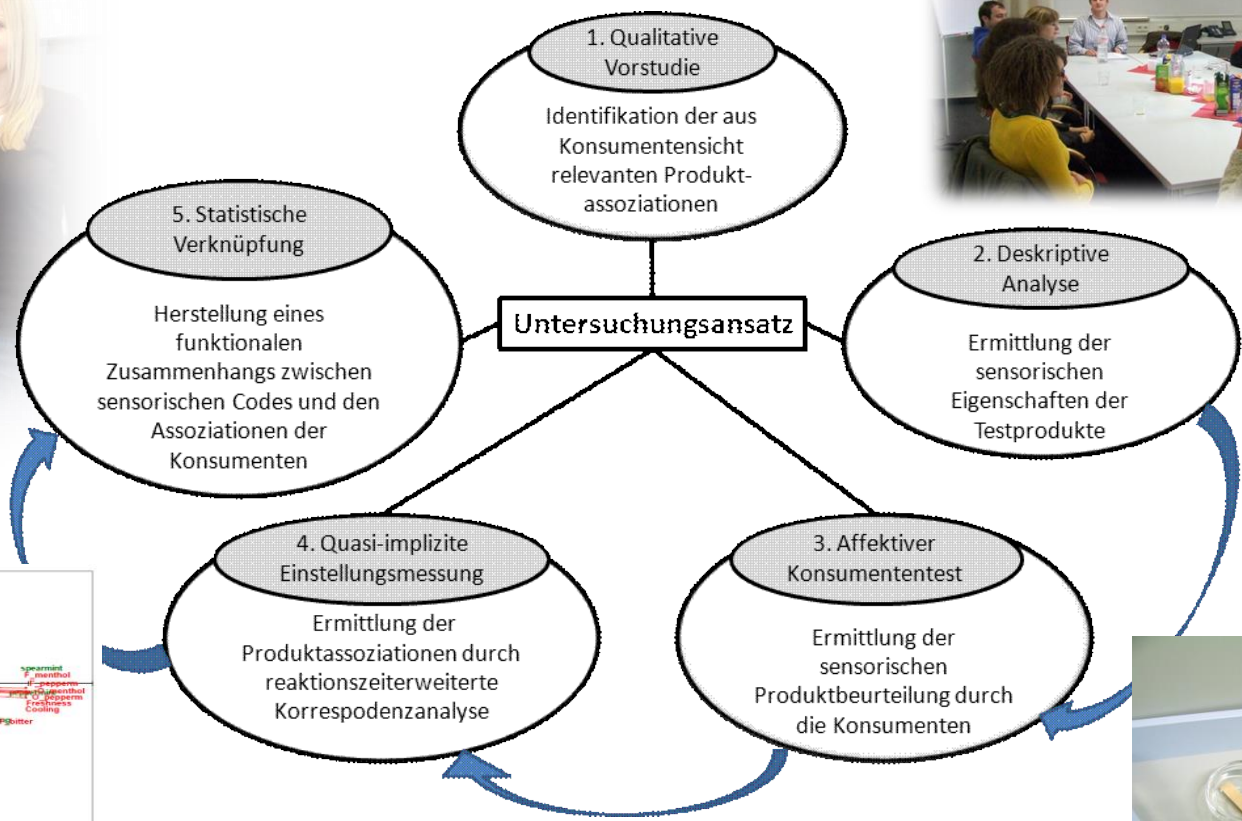 1. Qualitative
Vorstudie
Identifikation der aus
Konsumentensicht
relevanten Produkt-
assoziationen
Untersuchungsansatz
2. Deskriptive
Analyse
Ermittlung der
sensorischen
Eigenschaften der
Testprodukte
3. Affektiver
Konsumententest
Ermittlung der
sensorischen
Produktbeurteilung durch
die Konsumenten
4. Quasi-implizite
Einstellungsmessung
Ermittlung der
Produktassoziationen durch
reaktionszeiterweiterte
Korrespodenzanalyse
5. Statistische
Verknüpfung
Herstellung eines
funktionalen
Zusammenhangs zwischen
sensorischen Codes und den
Assoziationen der
Konsumenten
spearmint
F_menthol
Freshness
Cooling